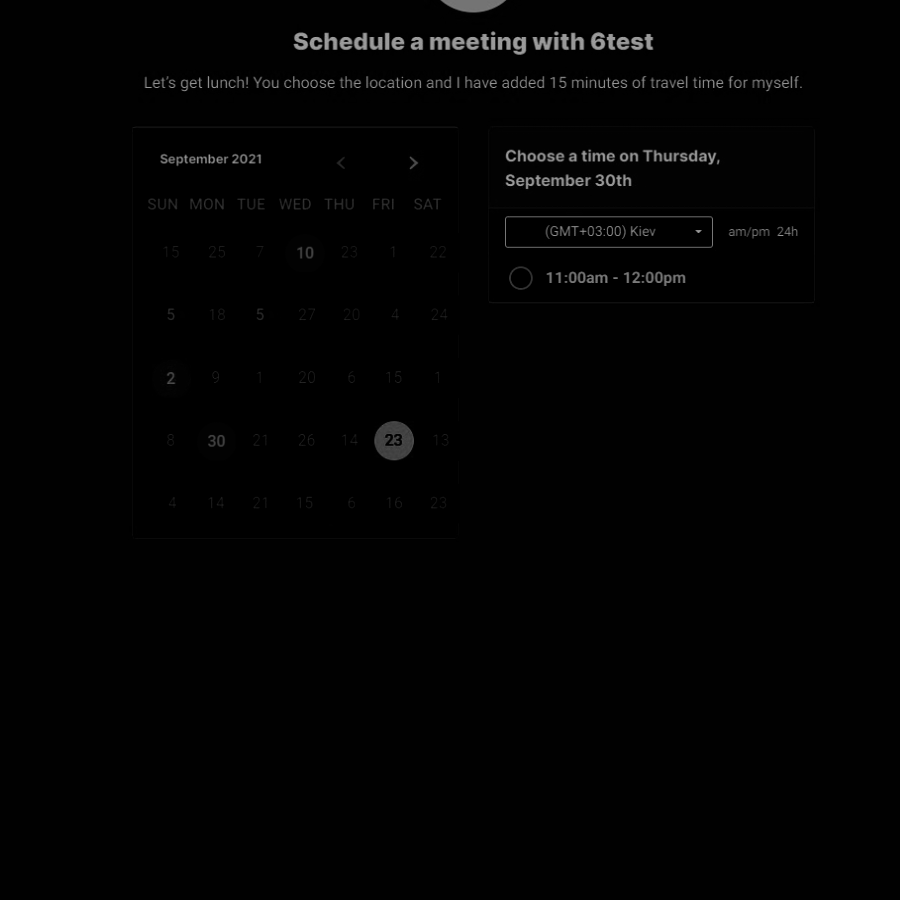 Schedule a meeting with 6test
Let's get lunch! You choose the location and I have added 15 minutes of travel time for myself.
September 2021
SUN MON TUE WED THU FRI SAT
15 25 7 10 23 1 22
5 18 5 27 20 4 24
2 9 1 20 6 15 1
8 30 21 26 14 23 13
4 14 21 15 6 16 23
Choose a time on Thursday,
September 30th
(GMT+03:00) Kiev am/pm 24h
11:00am - 12:00pm